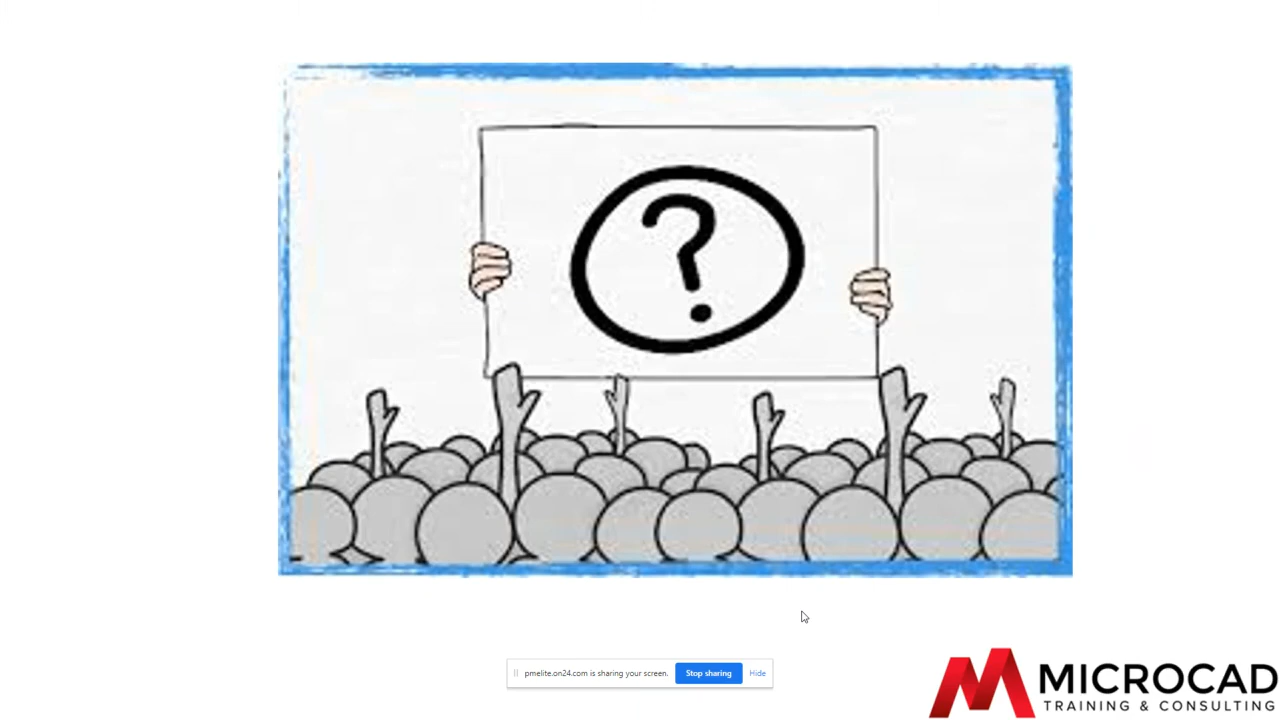 ?
pmelite.on24.com is sharing your screen. Stop sharing Hide
MICROCAD
TRAINING & CONSULTING